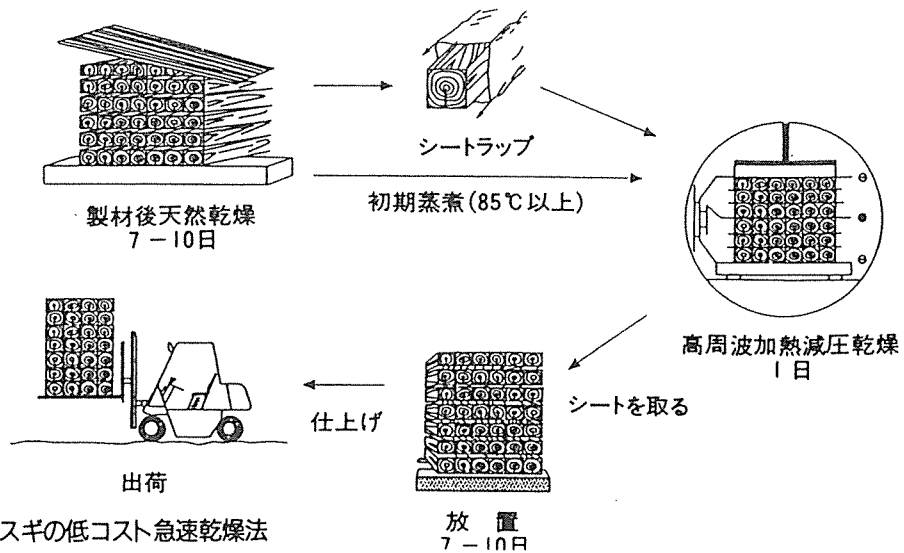 シートラップ
初期蒸煮(85℃以上)
製材後天然乾燥
7－10日
高周波加熱減圧乾燥
1日
シートを取る
仕上げ
出荷
放 置
7－10日
スギの低コスト急速乾燥法